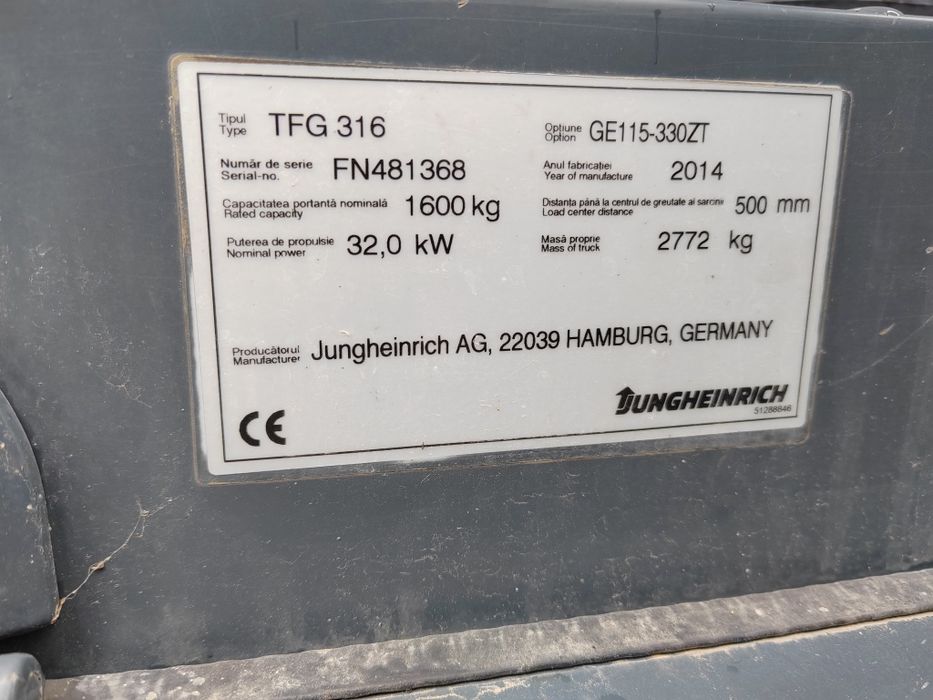 Tipul
Type TFG 316
Opțiune
Option GE115-330ZT
Număr de serie
Serial-no. FN481368
Anul fabricației
Year of manufacture 2014
Capacitatea portantă nominală
Rated capacity 1600 kg
Distanta până la centrul de greutate al sarcinii
Load center distance 500 mm
Puterea de propulsie
Nominal power 32,0 kW
Masă proprie
Mass of truck 2772 kg
Producătorul
Manufacturer Jungheinrich AG, 22039 HAMBURG, GERMANY
CE
JUNGHEINRICH
51288846